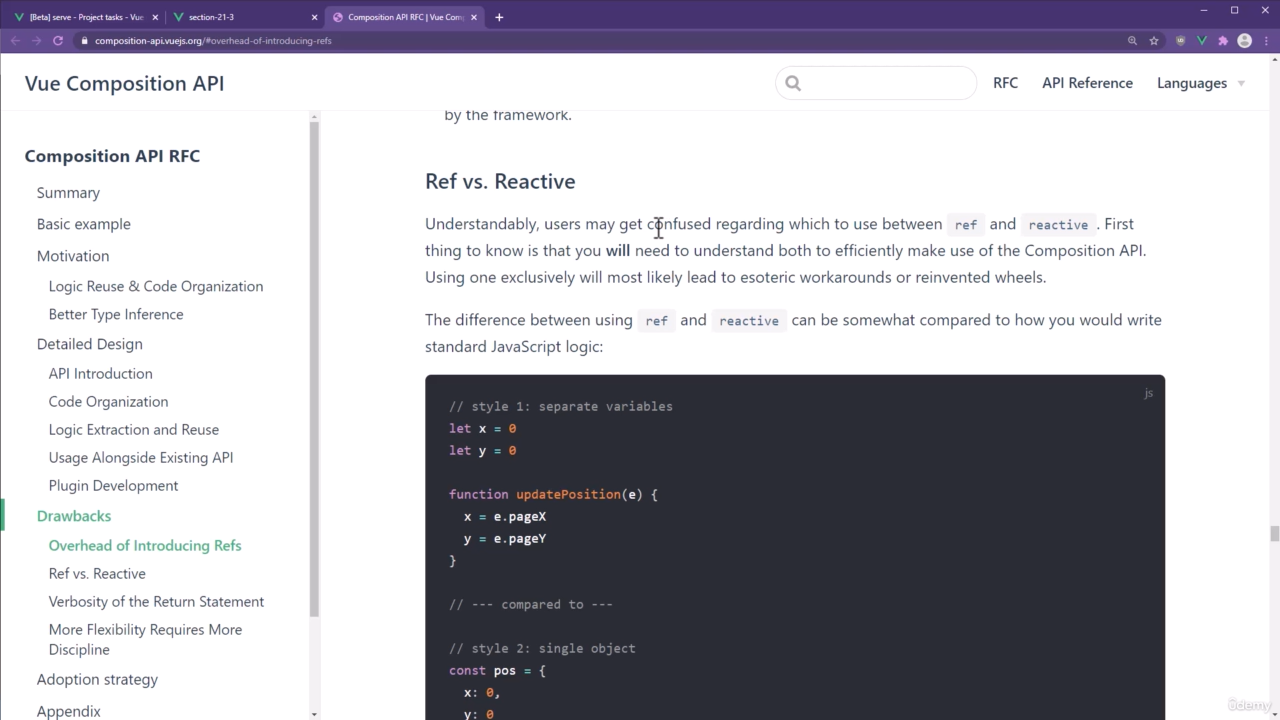 [Beta] serve - Project tasks - Vue
section-21-3
Composition API RFC | Vue Comp
composition-api.vuejs.org/#overhead-of-introducing-refs
Vue Composition API
RFC
API Reference
Languages
Composition API RFC
Summary
Basic example
Motivation
Logic Reuse & Code Organization
Better Type Inference
Detailed Design
API Introduction
Code Organization
Logic Extraction and Reuse
Usage Alongside Existing API
Plugin Development
Drawbacks
Overhead of Introducing Refs
Ref vs. Reactive
Verbosity of the Return Statement
More Flexibility Requires More
Discipline
Adoption strategy
Appendix
by the framework.
Ref vs. Reactive
Understandably, users may get confused regarding which to use between ref and reactive. First
thing to know is that you will need to understand both to efficiently make use of the Composition API.
Using one exclusively will most likely lead to esoteric workarounds or reinvented wheels.
The difference between using ref and reactive can be somewhat compared to how you would write
standard JavaScript logic:
js
// style 1: separate variables
let x = 0
let y = 0
function updatePosition(e) {
x = e.pageX
y = e.pageY
}
// --- compared to ---
// style 2: single object
const pos = {
x: 0,
y: 0
ûdemy